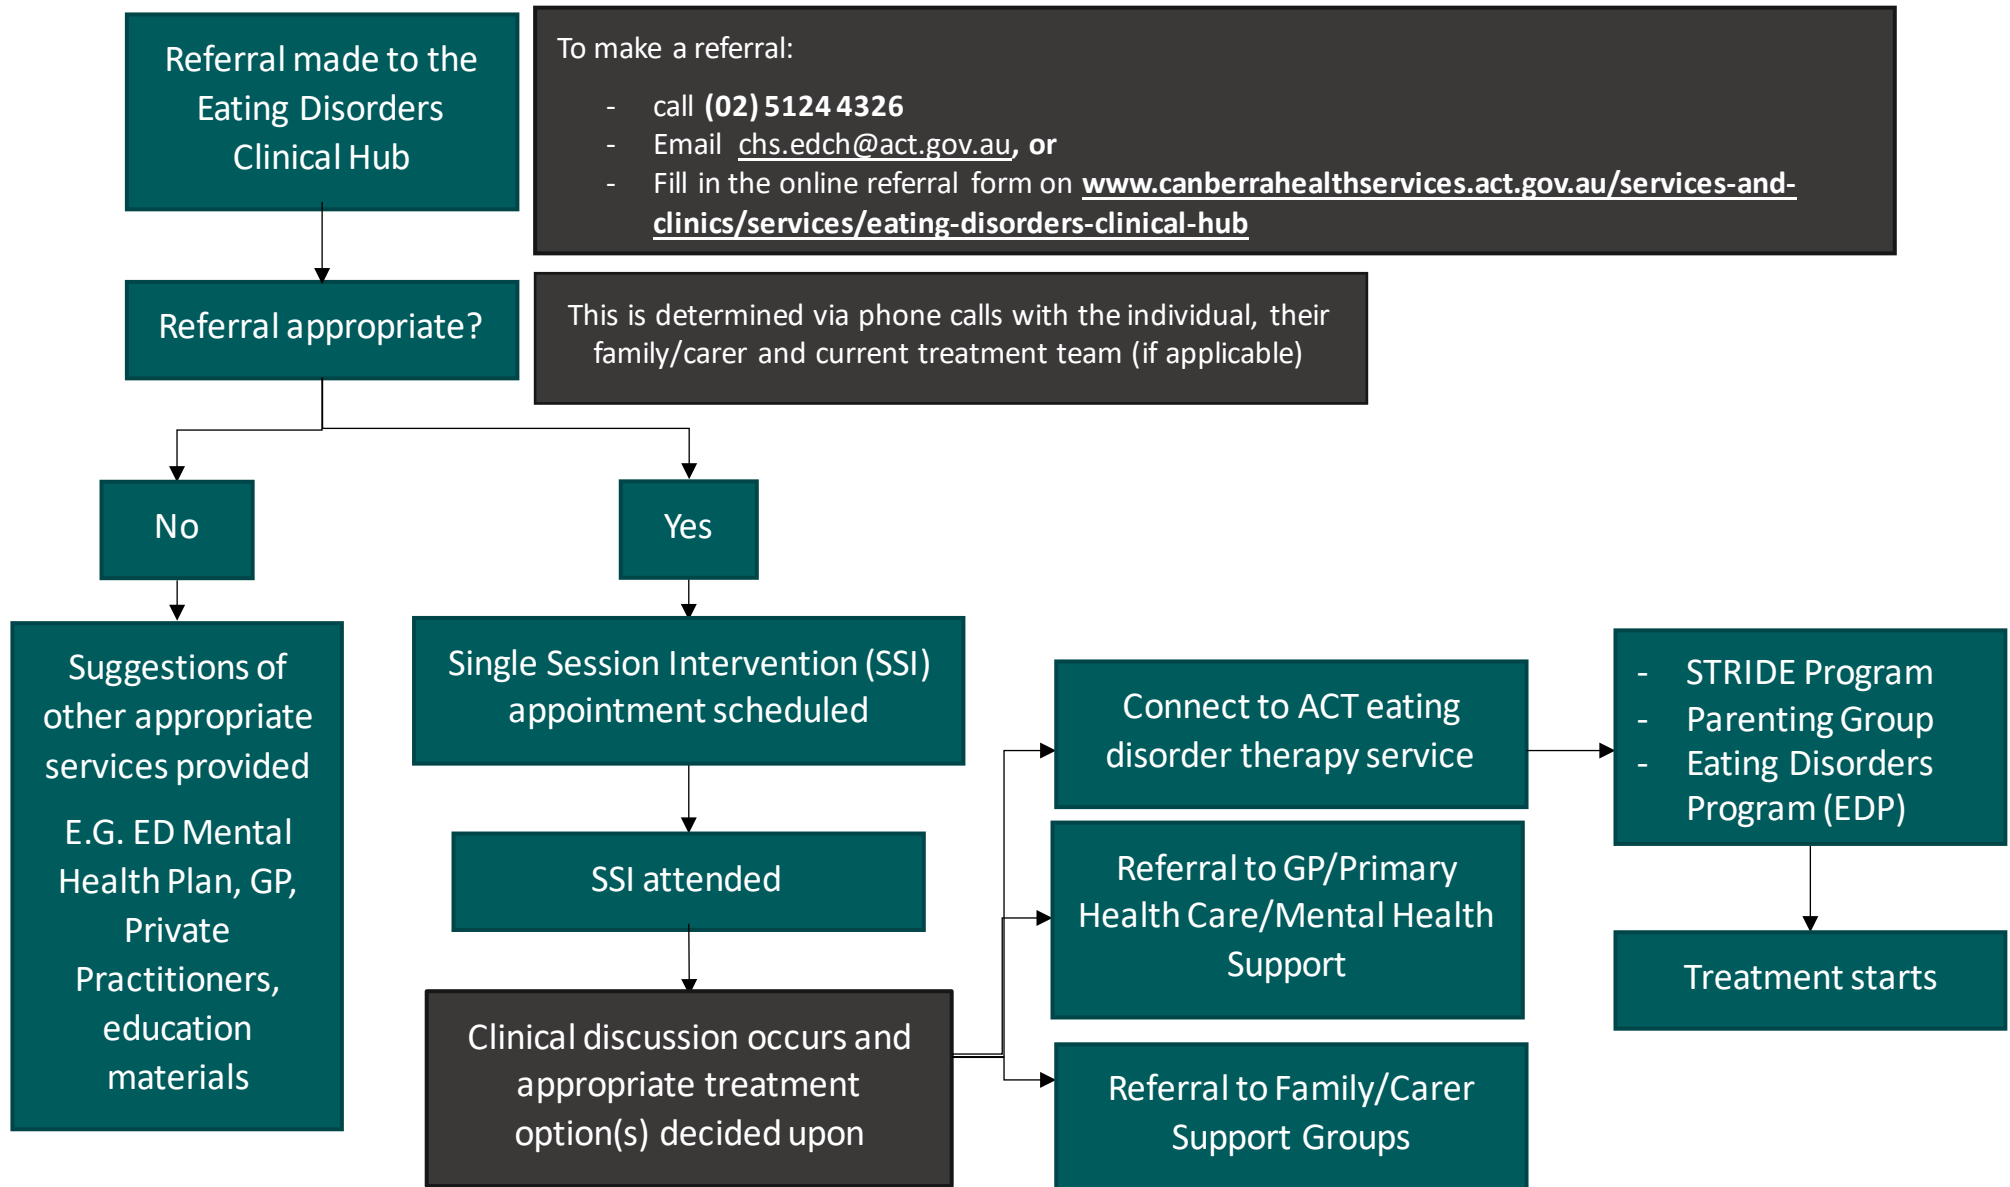 Referral made to the
Eating Disorders
Clinical Hub
To make a referral:
- call (02) 5124 4326
- Email chs.edch@act.gov.au, or
- Fill in the online referral form on www.canberrahealthservices.act.gov.au/services-and-
clinics/services/eating-disorders-clinical-hub
Referral appropriate?
This is determined via phone calls with the individual, their
family/carer and current treatment team (if applicable)
No
Yes
Suggestions of
other appropriate
services provided
E.G. ED Mental
Health Plan, GP,
Private
Practitioners,
education
materials
Single Session Intervention (SSI)
appointment scheduled
SSI attended
Clinical discussion occurs and
appropriate treatment
option(s) decided upon
Connect to ACT eating
disorder therapy service
Referral to GP/Primary
Health Care/Mental Health
Support
Referral to Family/Carer
Support Groups
- STRIDE Program
- Parenting Group
- Eating Disorders
Program (EDP)
Treatment starts